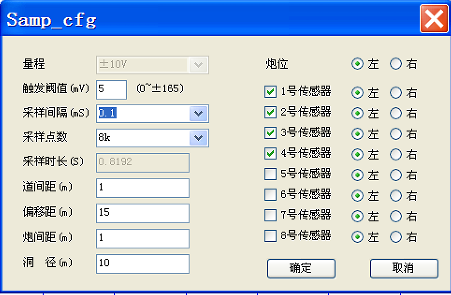 Samp_cfg
量程 ±10V 炮位 左 右
触发阀值(mV) 5 (0~±165) 1号传感器 左 右
采样间隔(mS) 0.1 2号传感器 左 右
采样点数 8k 3号传感器 左 右
采样时长(S) 0.8192 4号传感器 左 右
道间距(m) 1 5号传感器 左 右
偏移距(m) 15 6号传感器 左 右
炮间距(m) 1 7号传感器 左 右
洞 径(m) 10 8号传感器 左 右
确定 取消